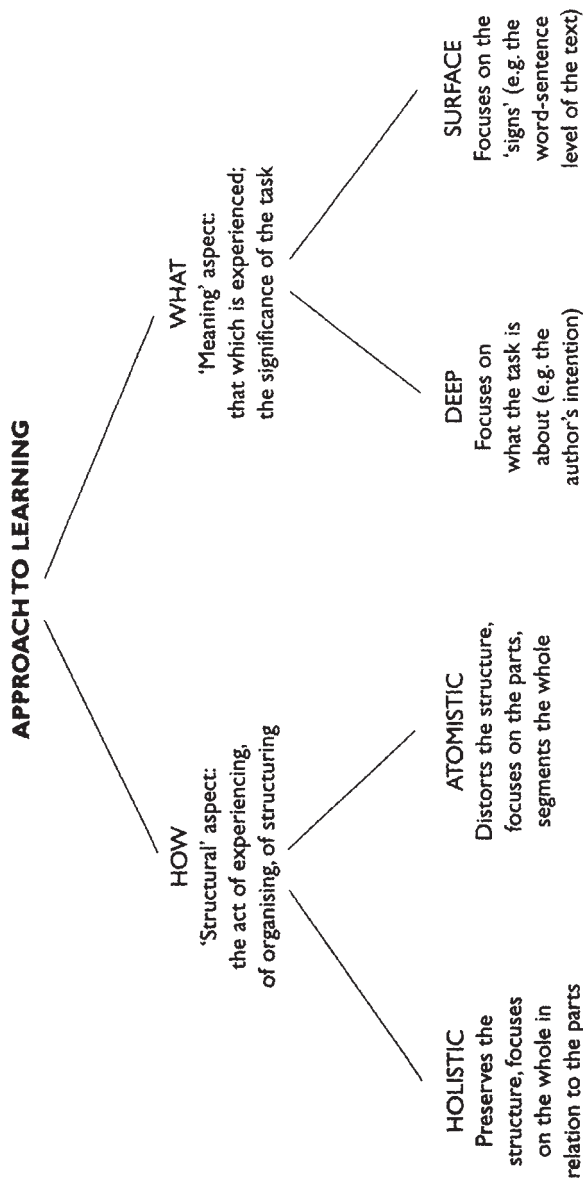 APPROACH TO LEARNING
HOW
'Structural' aspect:
the act of experiencing,
of organising, of structuring
WHAT
'Meaning' aspect:
that which is experienced;
the significance of the task
HOLISTIC
Preserves the
structure, focuses
on the whole in
relation to the parts
ATOMISTIC
Distorts the structure,
focuses on the parts,
segments the whole
DEEP
Focuses on
what the task is
about (e.g. the
author's intention)
SURFACE
Focuses on the
'signs' (e.g. the
word-sentence
level of the text)